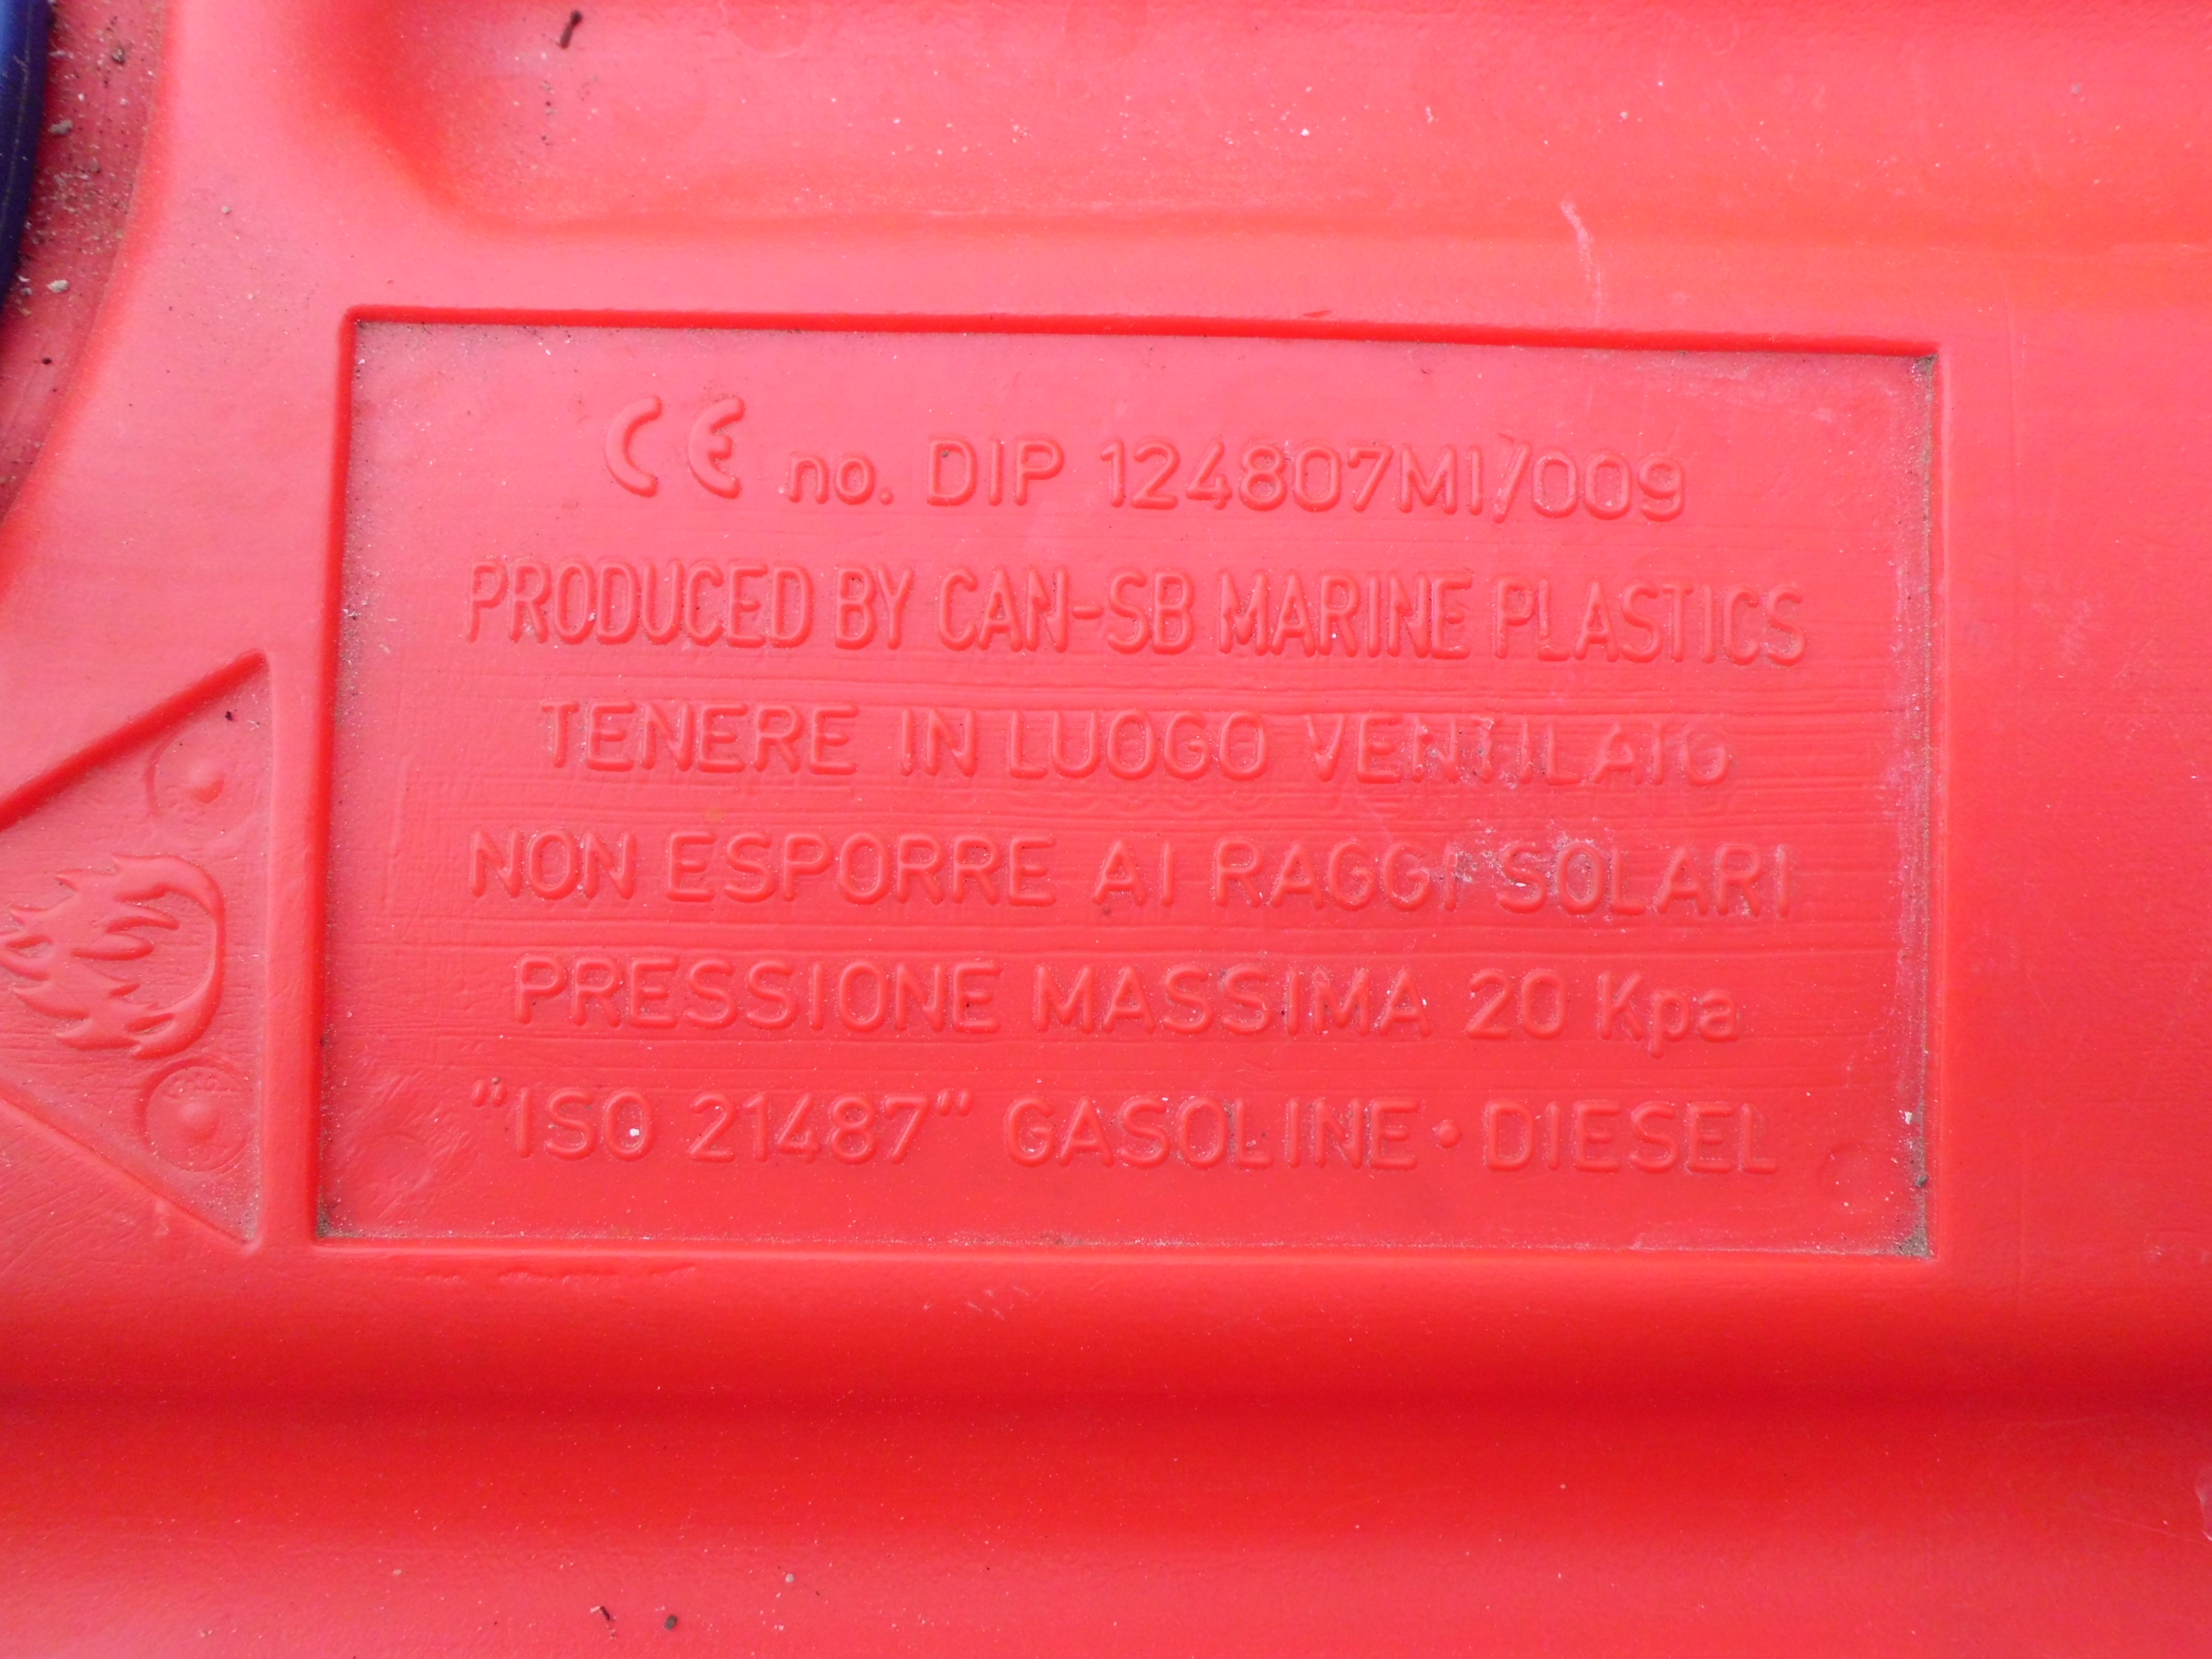 CE no. DIP 124807MI/009
PRODUCED BY CAN-SB MARINE PLASTICS
TENERE IN LUOGO VENTILATO
NON ESPORRE AI RAGGI SOLARI
PRESSIONE MASSIMA 20 Kpa
"ISO 21487" GASOLINE • DIESEL